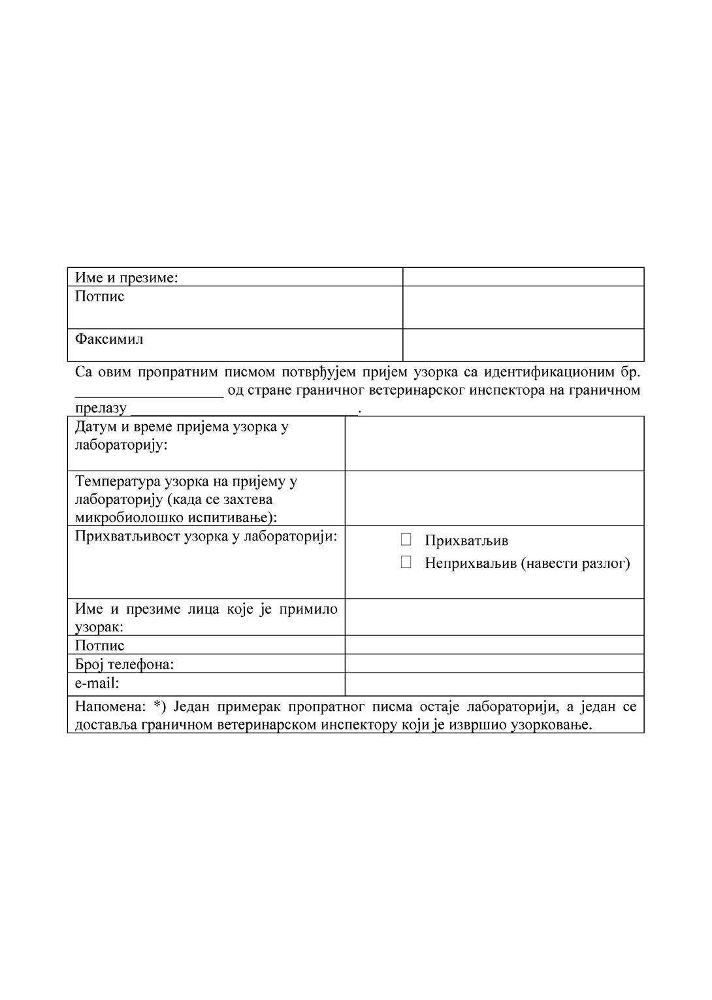 Име и презиме:
Потпис
Факсимил
Са овим пропратним писмом потврђујем пријем узорка са идентификационим бр.
___________________ од стране граничног ветеринарског инспектора на граничном
прелазу _____________________________.
Датум и време пријема узорка у
лабораторију:
Температура узорка на пријему у
лабораторију (када се захтева
микробиолошко испитивање):
Прихватљивост узорка у лабораторији:
Прихватљив
Неприхваљив (навести разлог)
Име и презиме лица које је примило
узорак:
Потпис
Број телефона:
e-mail:
Напомена: *) Један примерак пропратног писма остаје лабораторији, а један се
доставља граничном ветеринарском инспектору који је извршио узорковање.